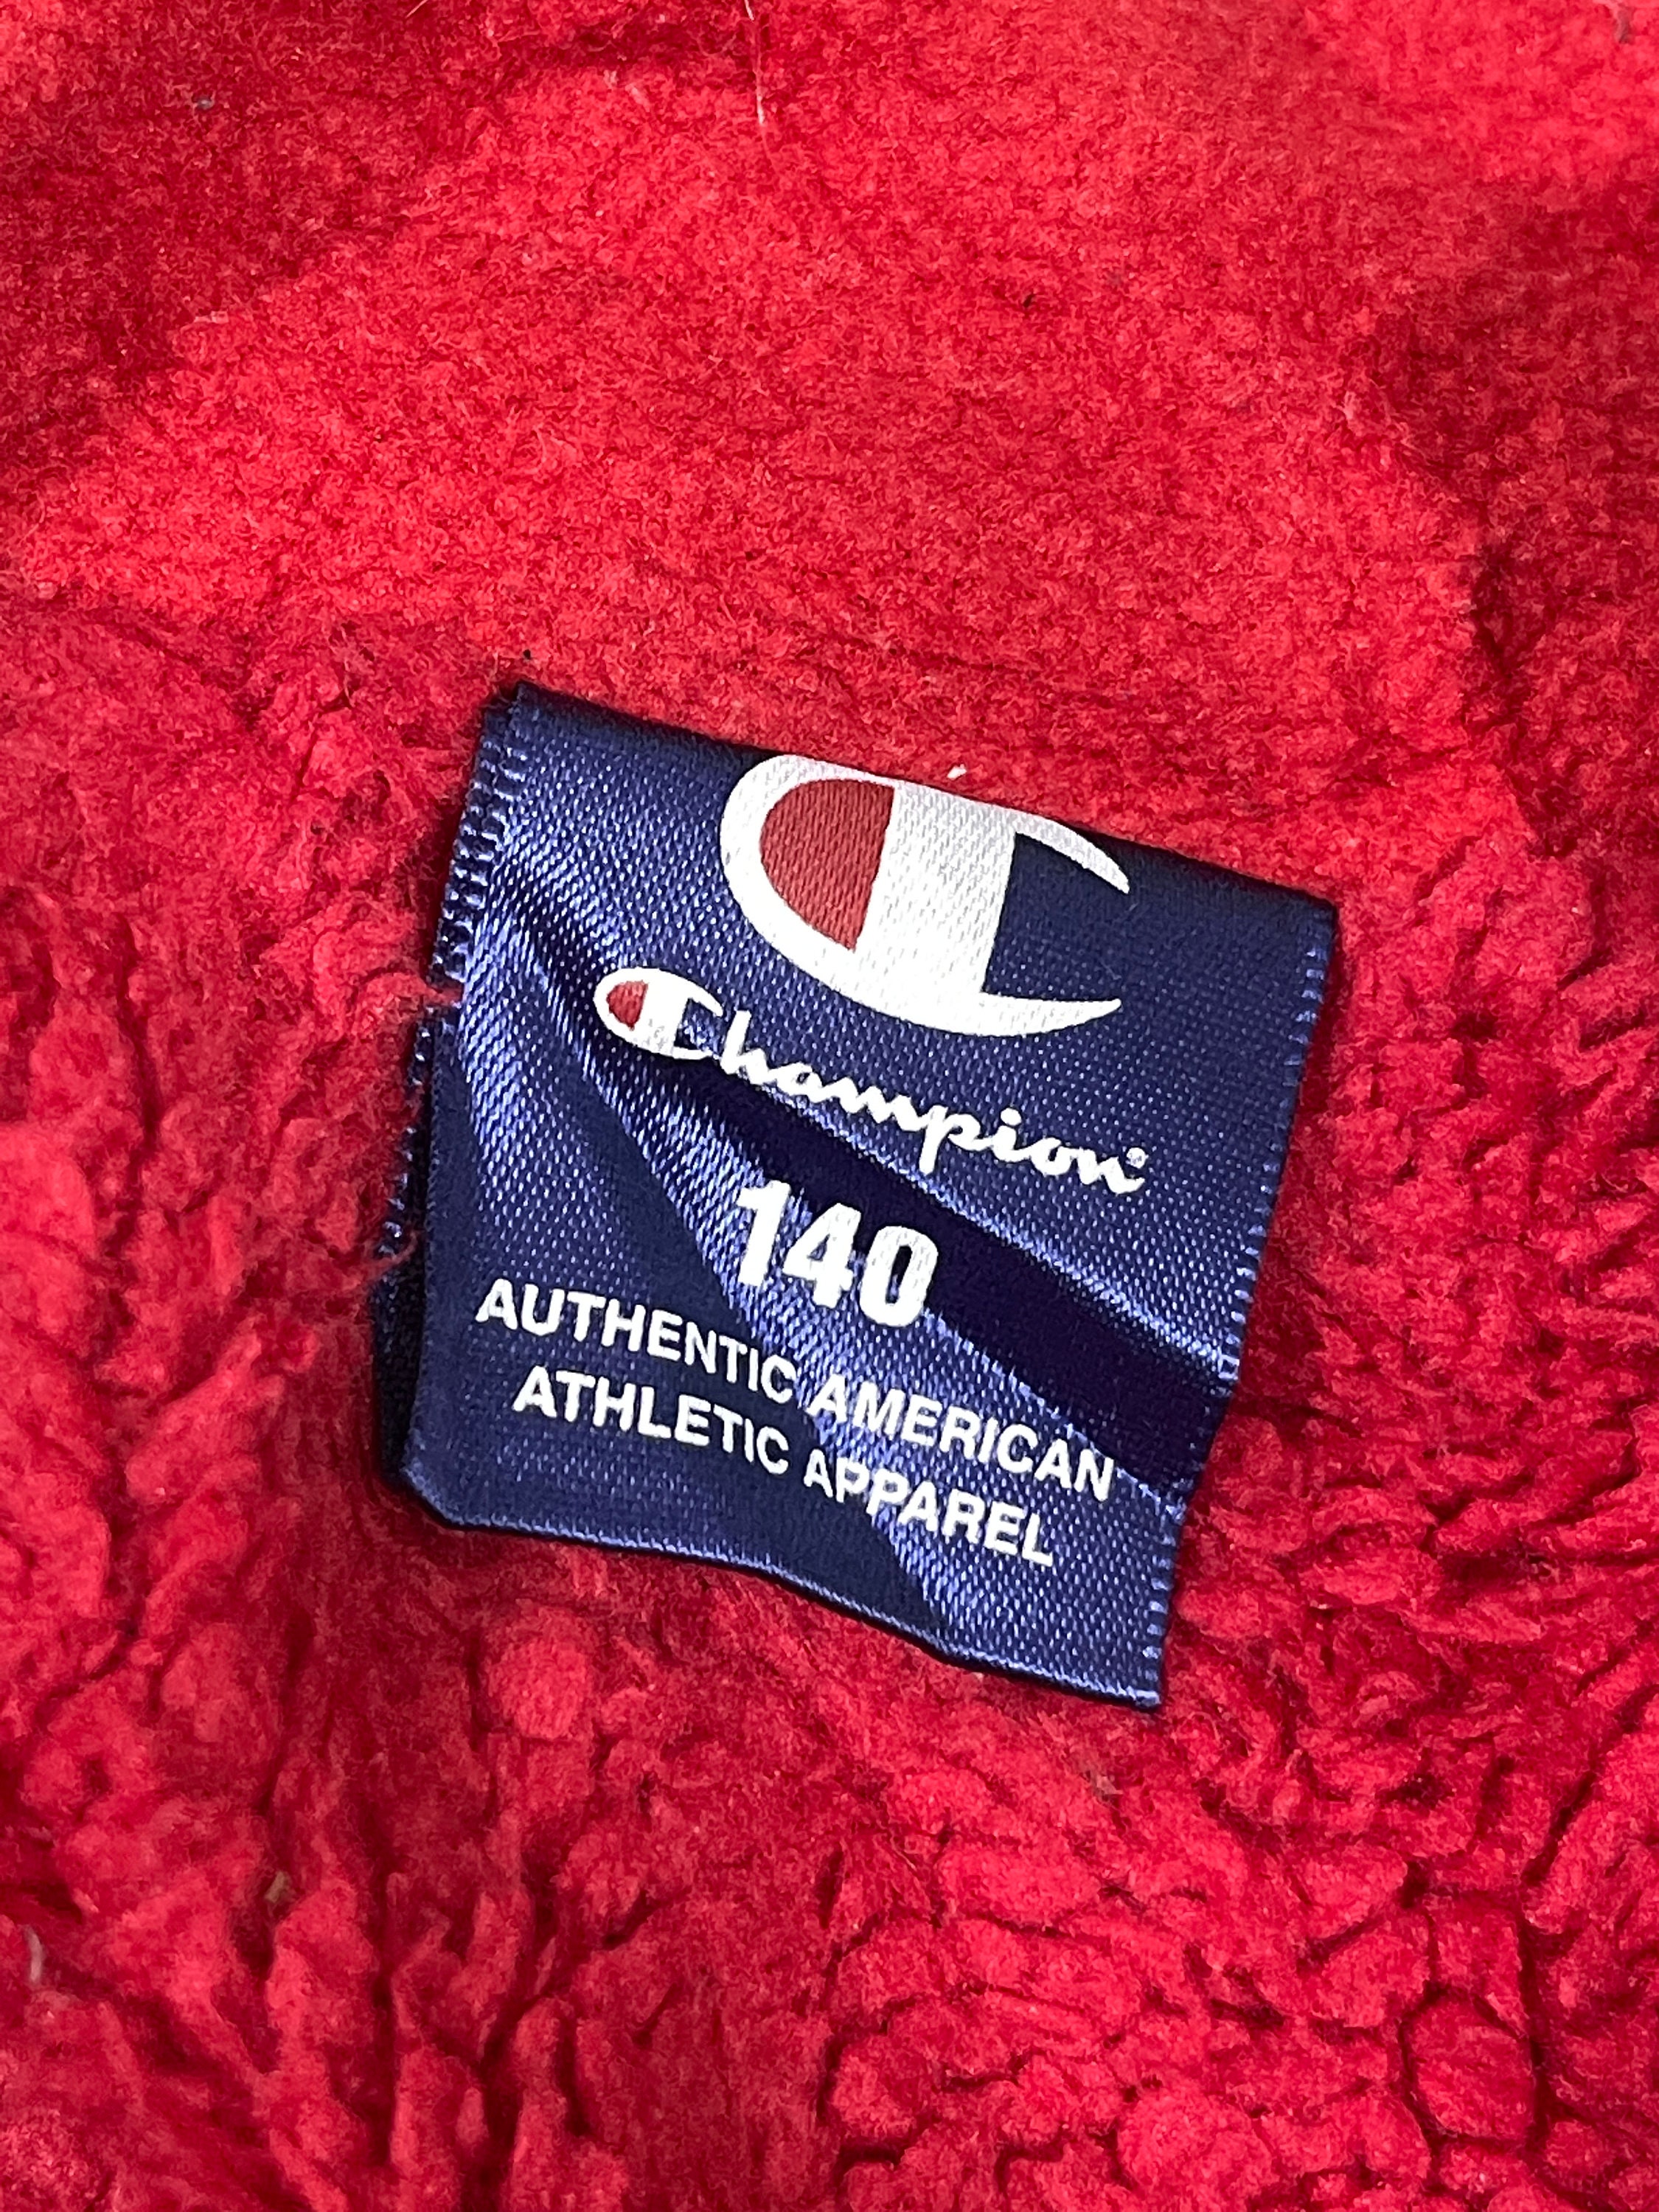 Champion
140
AUTHENTIC AMERICAN
ATHLETIC APPAREL